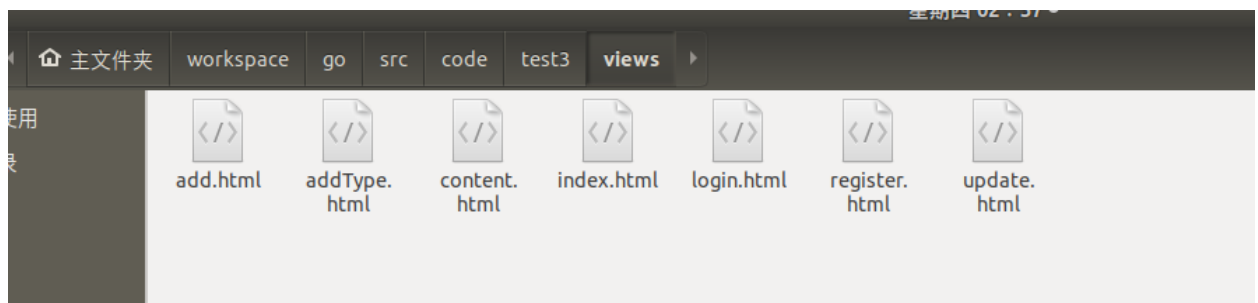 主文件夹 workspace go src code test3 views
使用
录
add.html addType.html content.html index.html login.html register.html update.html